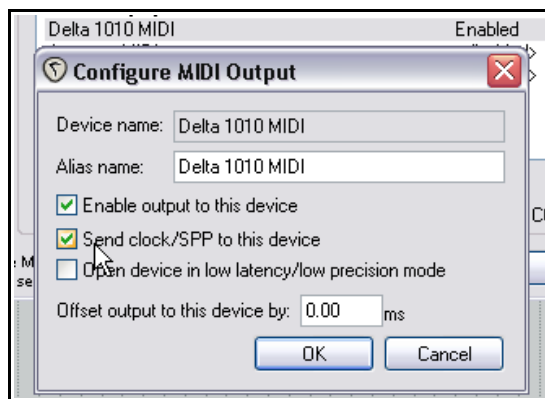 Delta 1010 MIDI Enabled
Configure MIDI Output
Device name: Delta 1010 MIDI
Alias name: Delta 1010 MIDI
Enable output to this device
Send clock/SPP to this device
Open device in low latency/low precision mode
Offset output to this device by: 0.00 ms
OK Cancel